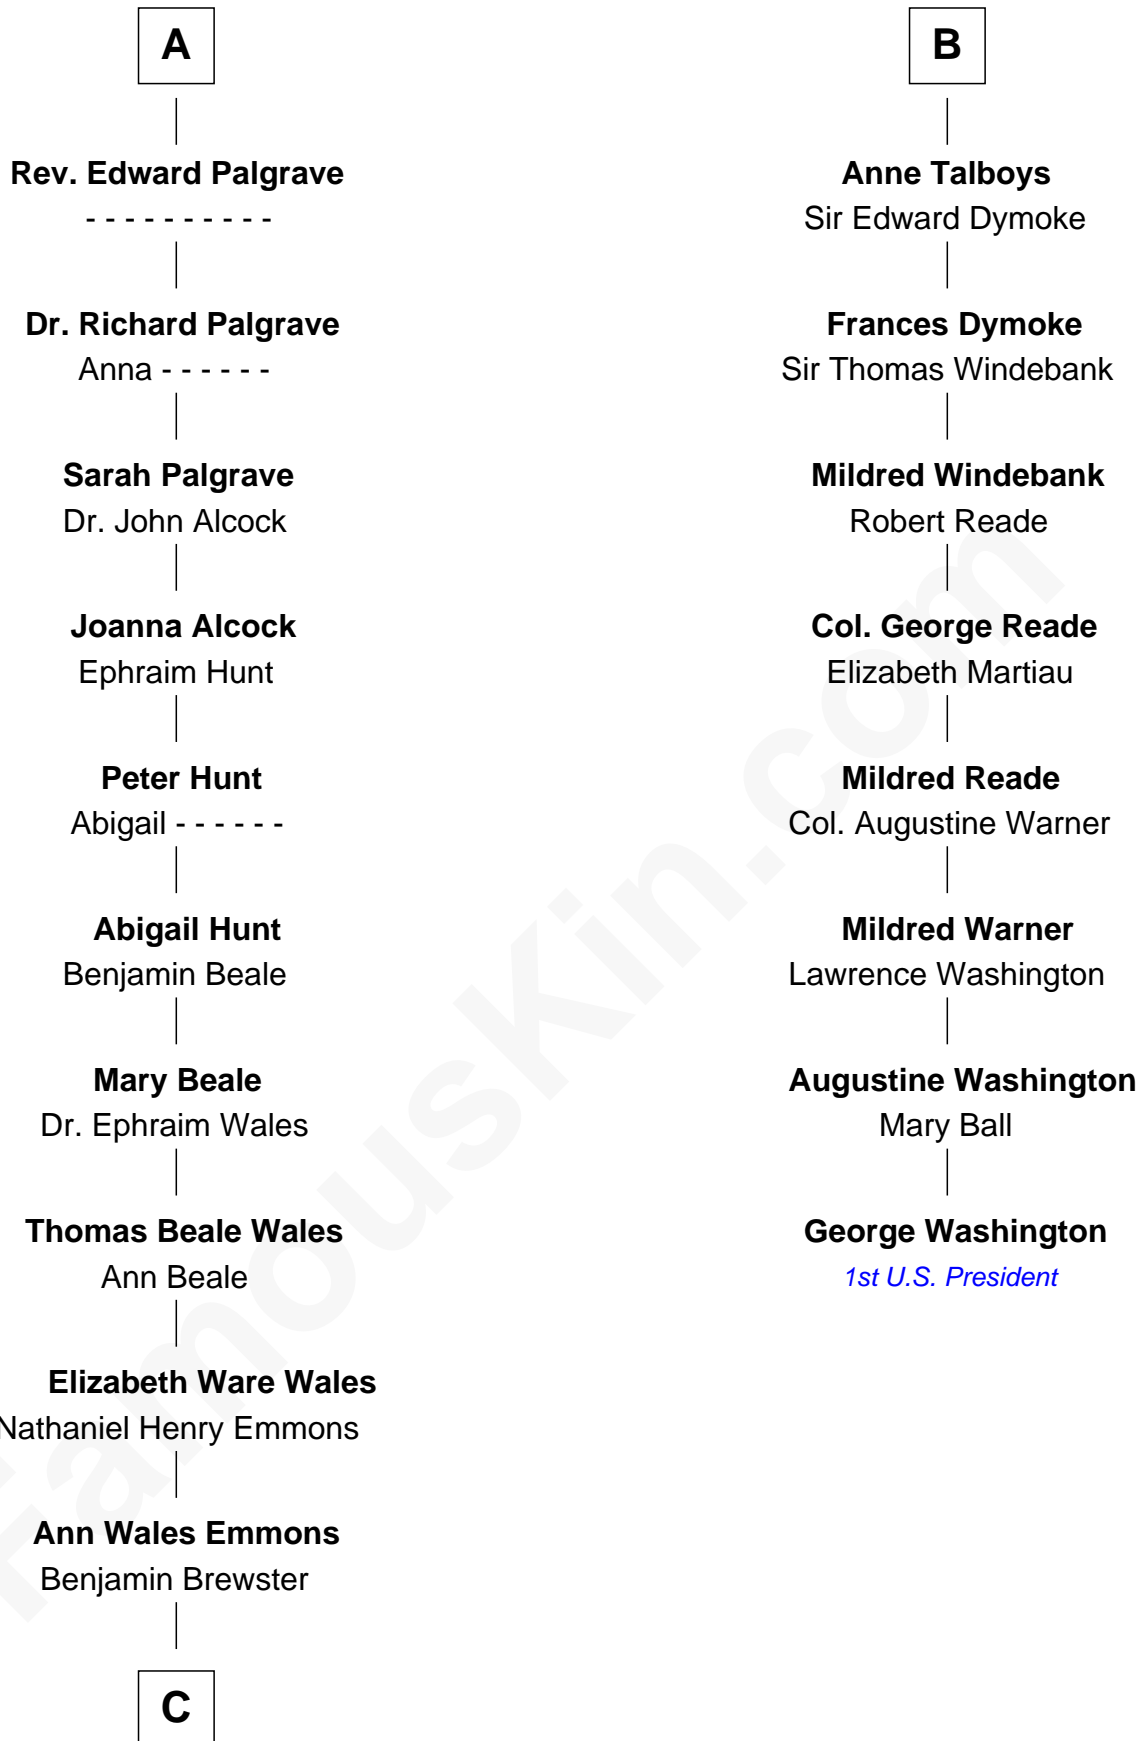 A
Rev. Edward Palgrave
- - - - - - - - - -
Dr. Richard Palgrave
Anna - - - - - -
Sarah Palgrave
Dr. John Alcock
Joanna Alcock
Ephraim Hunt
Peter Hunt
Abigail - - - - - -
Abigail Hunt
Benjamin Beale
Mary Beale
Dr. Ephraim Wales
Thomas Beale Wales
Ann Beale
Elizabeth Ware Wales
Nathaniel Henry Emmons
Ann Wales Emmons
Benjamin Brewster
C
B
Anne Talboys
Sir Edward Dymoke
Frances Dymoke
Sir Thomas Windebank
Mildred Windebank
Robert Reade
Col. George Reade
Elizabeth Martiau
Mildred Reade
Col. Augustine Warner
Mildred Warner
Lawrence Washington
Augustine Washington
Mary Ball
George Washington
1st U.S. President
FamousKin.com